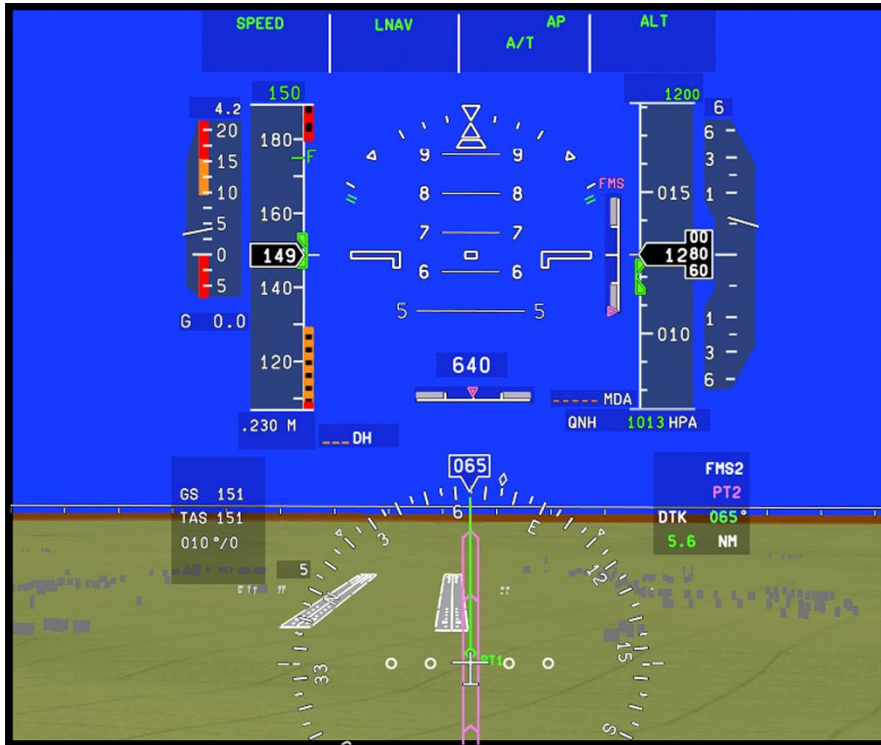 SPEED LNAV AP ALT
A/T
4.2 150 1200 6
20 180 9 9 6
15 F 3
10 160 8 8 FMS 015 1
5 7 7
0 149 128 00 80 60
6 6
5 140 5 5 1
G 0.0 010 3
120 640 6
----- MDA
.230 M QNH 1013 HPA
---DH
065
GS 151 FMS2
TAS 151 PT2
010°/0 DTK 065°
5.6 NM
6
3 E
5 12
N
PT1 15
33
S